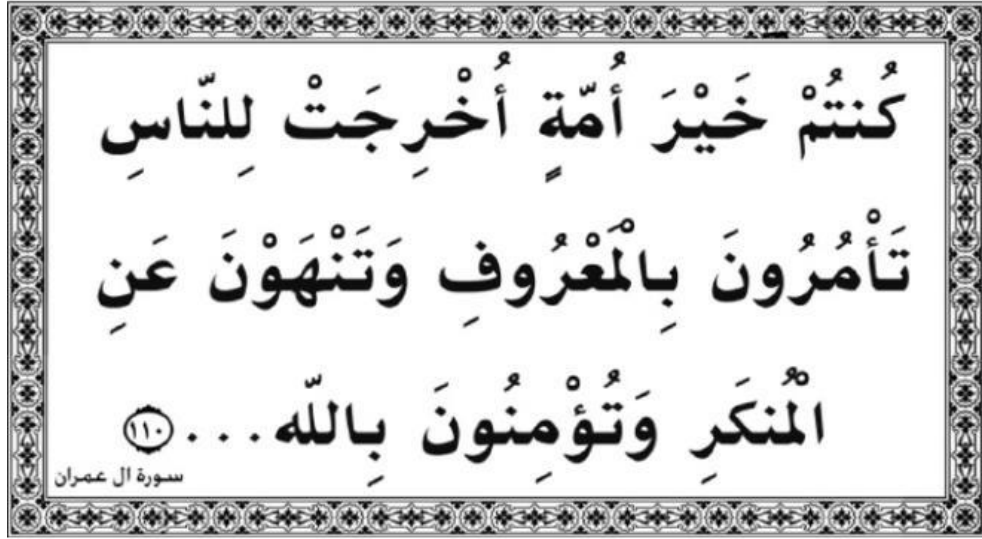 كُنتُمْ خَيْرَ أُمّةٍ أُخْرِجَتْ لِلنّاسِ
تَأْمُرُونَ بِالْمَعْرُوفِ وَتَنْهَوْنَ عَنِ
الْمُنكَرِ وَتُؤْمِنُونَ بِاللّه... ١١٠
سورة ال عمران